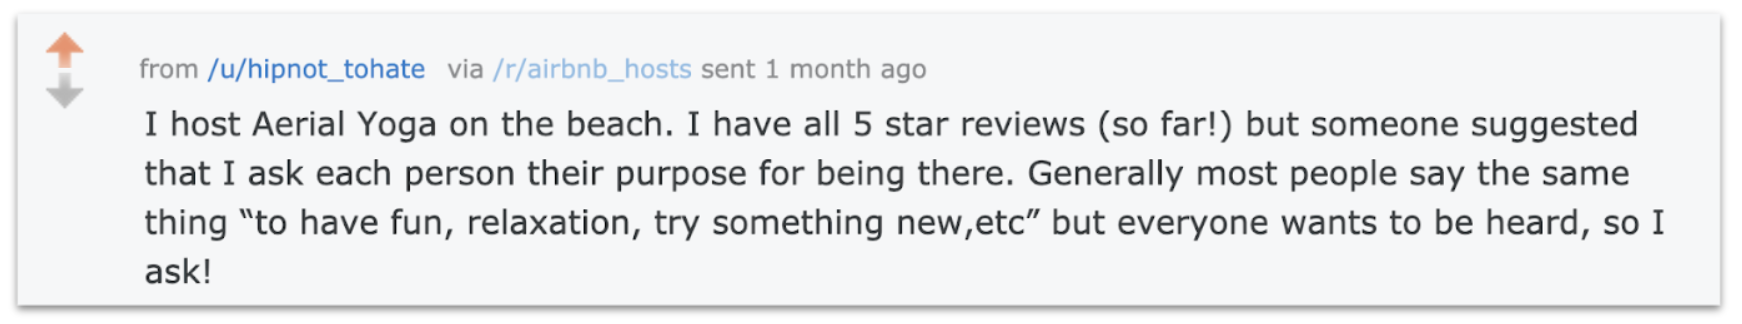 from /u/hipnot_tohate via /r/airbnb_hosts sent 1 month ago
I host Aerial Yoga on the beach. I have all 5 star reviews (so far!) but someone suggested
that I ask each person their purpose for being there. Generally most people say the same
thing “to have fun, relaxation, try something new,etc” but everyone wants to be heard, so I
ask!